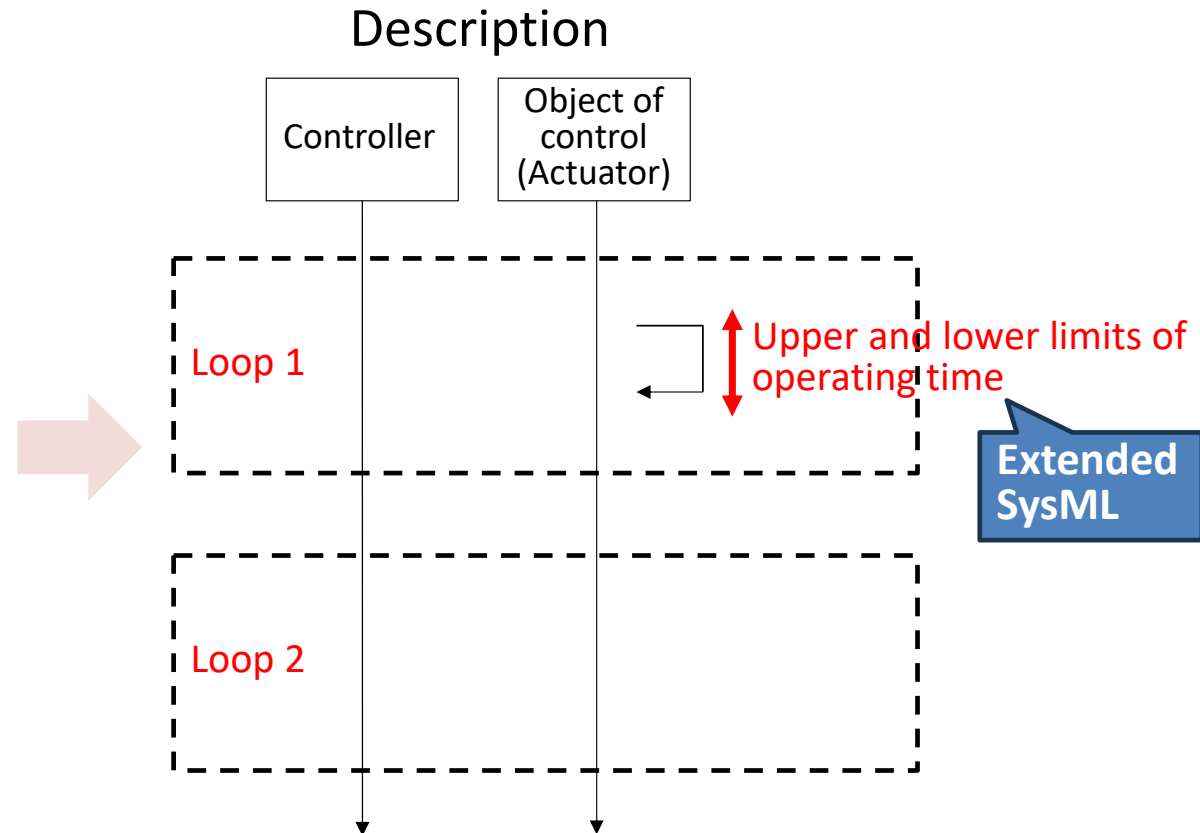 Description
Controller
Object of
control
(Actuator)
Loop 1
Upper and lower limits of
operating time
Extended
SysML
Loop 2